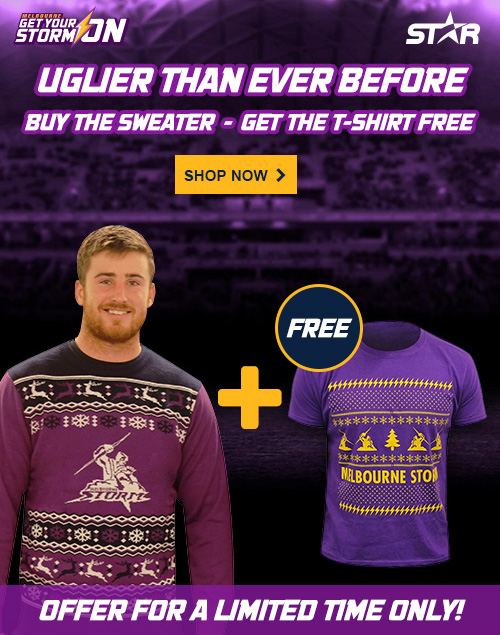 MELBOURNE
GET YOUR
STORM ON
STAR
UGLIER THAN EVER BEFORE
BUY THE SWEATER - GET THE T-SHIRT FREE
SHOP NOW
FREE
STORM
MELBOURNE STORM
OFFER FOR A LIMITED TIME ONLY!